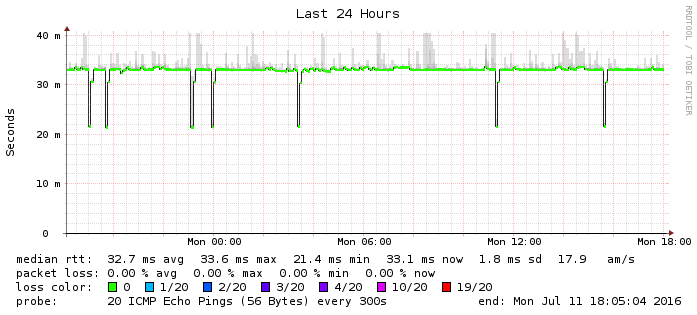 Last 24 Hours
RRDTOOL / TOBI OETIKER
Seconds
40 m
30 m
20 m
10 m
0
Mon 00:00 Mon 06:00 Mon 12:00 Mon 18:00
median rtt: 32.7 ms avg 33.6 ms max 21.4 ms min 33.1 ms now 1.8 ms sd 17.9 am/s
packet loss: 0.00 % avg 0.00 % max 0.00 % min 0.00 % now
loss color: 0 1/20 2/20 3/20 4/20 10/20 19/20
probe: 20 ICMP Echo Pings (56 Bytes) every 300s end: Mon Jul 11 18:05:04 2016